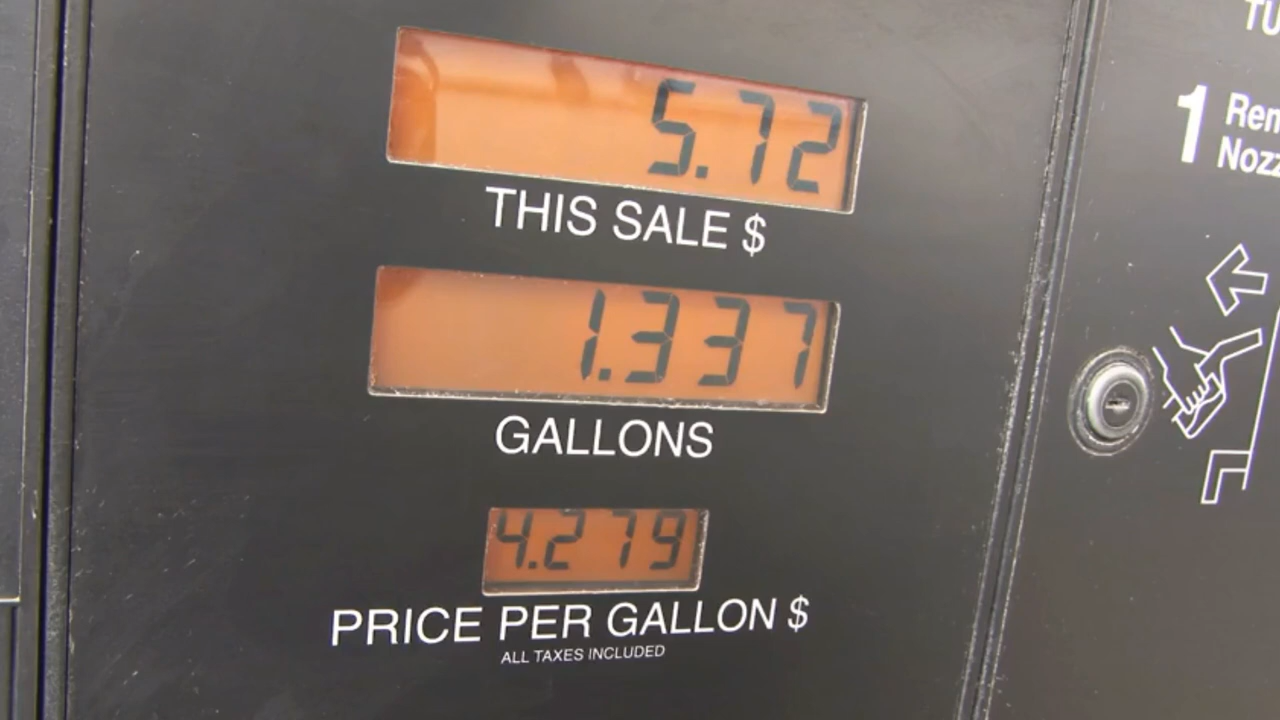 5.72
THIS SALE $
1.337
GALLONS
4.279
PRICE PER GALLON $
ALL TAXES INCLUDED
1